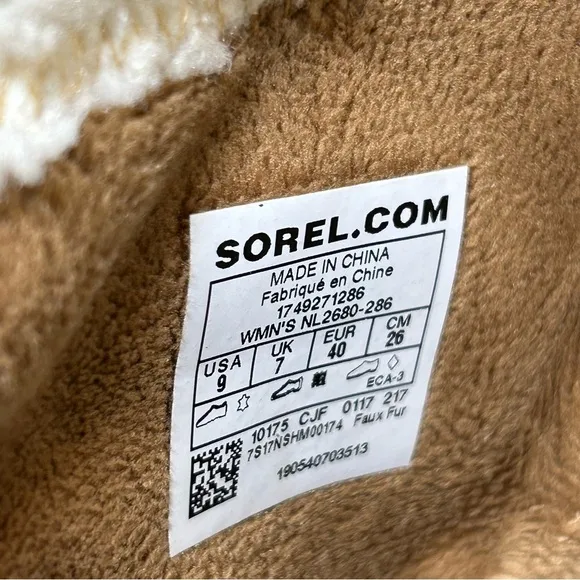 SOREL.COM
MADE IN CHINA
Fabriqué en Chine
1749271286
WMN'S NL2680-286
USA UK EUR CM
9 7 40 26
ECA-3
10175 CJF 0117 217
7S17NSHM00174 Faux Fur
190540703513